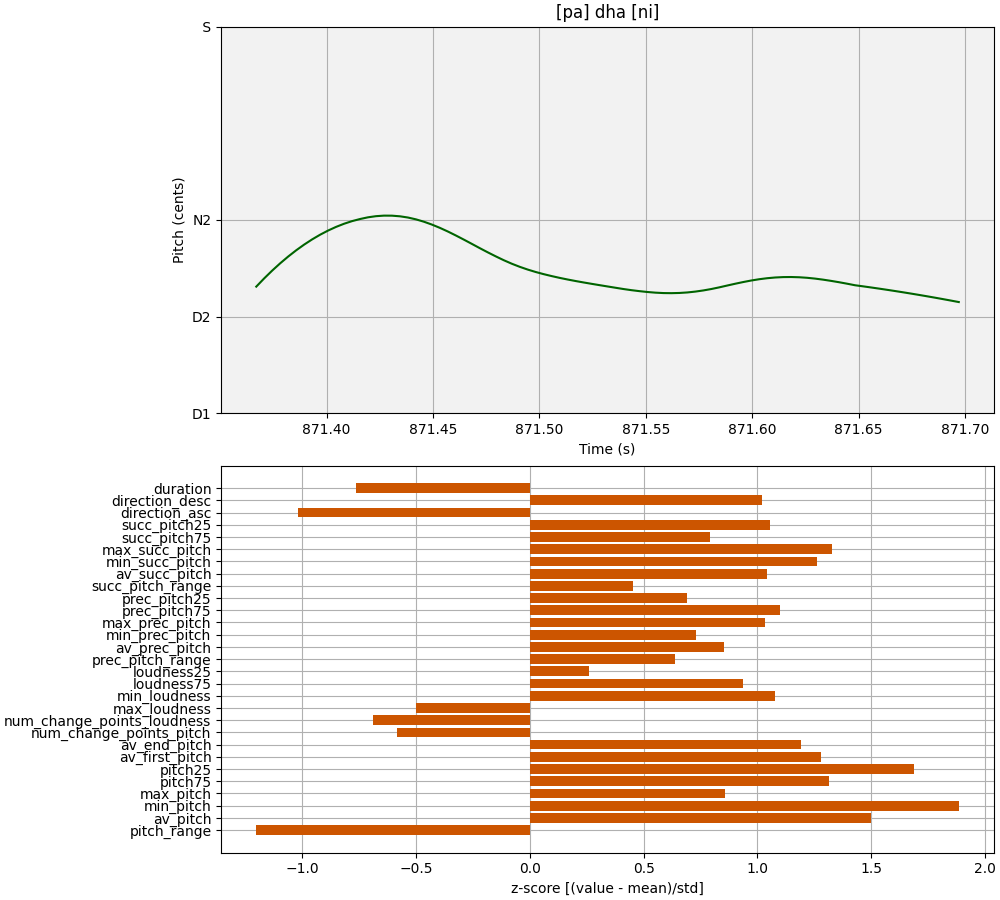 [pa] dha [ni]
S
N2
D2
D1
Pitch (cents)
871.40 871.45 871.50 871.55 871.60 871.65 871.70
Time (s)
duration
direction_desc
direction_asc
succ_pitch25
succ_pitch75
max_succ_pitch
min_succ_pitch
av_succ_pitch
succ_pitch_range
prec_pitch25
prec_pitch75
max_prec_pitch
min_prec_pitch
av_prec_pitch
prec_pitch_range
loudness25
loudness75
min_loudness
max_loudness
num_change_points_loudness
num_change_points_pitch
av_end_pitch
av_first_pitch
pitch25
pitch75
max_pitch
min_pitch
av_pitch
pitch_range
−1.0 −0.5 0.0 0.5 1.0 1.5 2.0
z-score [(value - mean)/std]